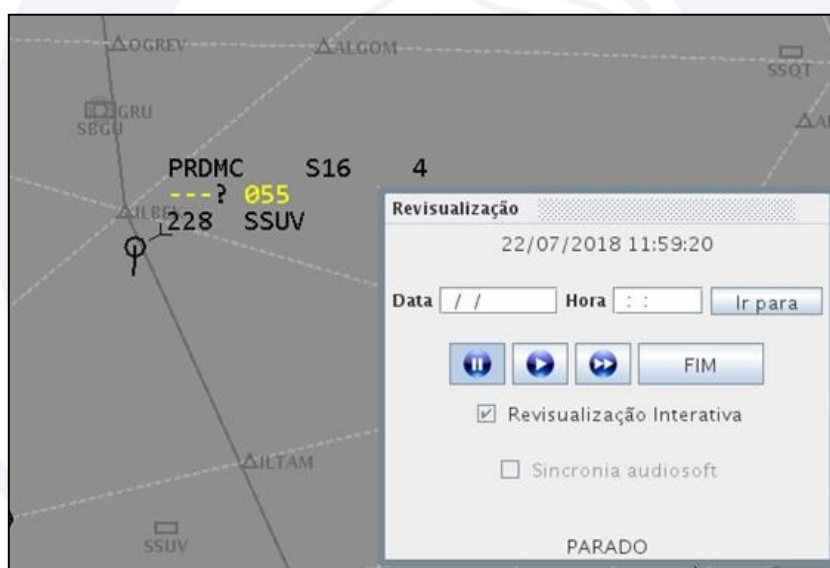 OGREV
ALGOM
SSQT
GRU
SBGU
PRDMC S16 4
---? 055
228 SSUV
Revisualização
22/07/2018 11:59:20
Data / / Hora : : Ir para
FIM
Revisualização Interativa
Sincronia audiosoft
ILTAM
SSUV
PARADO